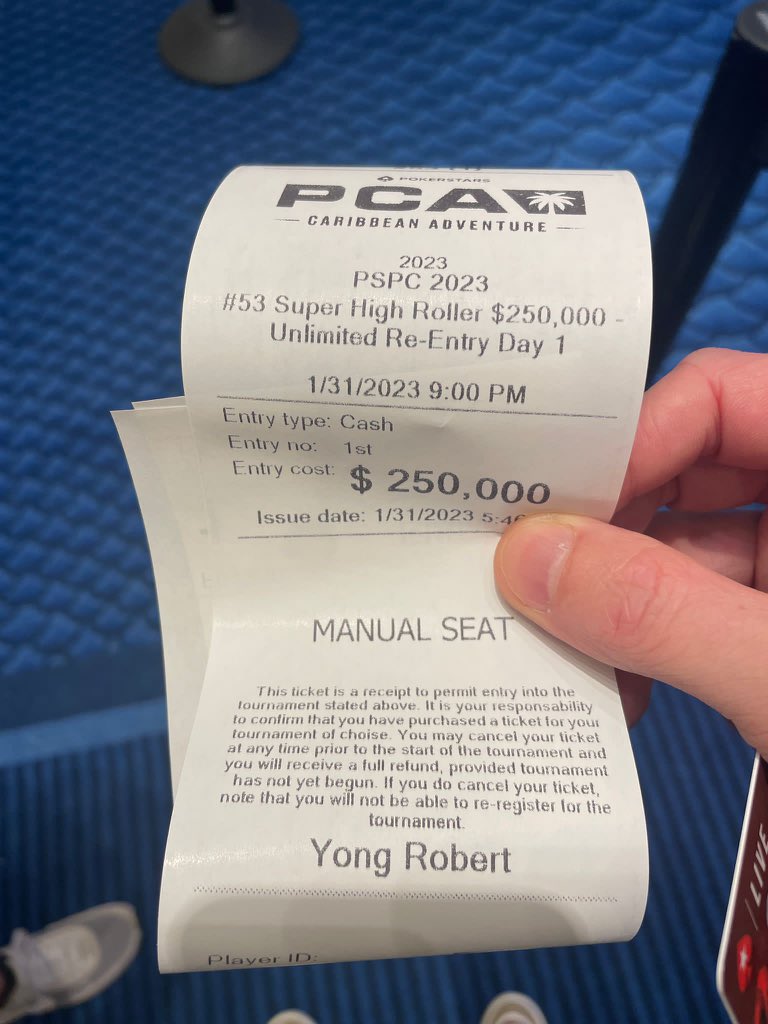 POKERSTARS
PCA
CARIBBEAN ADVENTURE
2023
PSPC 2023
#53 Super High Roller $250,000 -
Unlimited Re-Entry Day 1
1/31/2023 9:00 PM
Entry type: Cash
Entry no: 1st
Entry cost: $ 250,000
Issue date: 1/31/2023
MANUAL SEAT
This ticket is a receipt to permit entry into the
tournament stated above. It is your responsability
to confirm that you have purchased a ticket for your
tournament of choise. You may cancel your ticket
at any time prior to the start of the tournament and
you will receive a full refund, provided tournament
has not yet begun. If you do cancel your ticket,
note that you will not be able to re-register for the
tournament.
Yong Robert
Player ID:
/LIVE